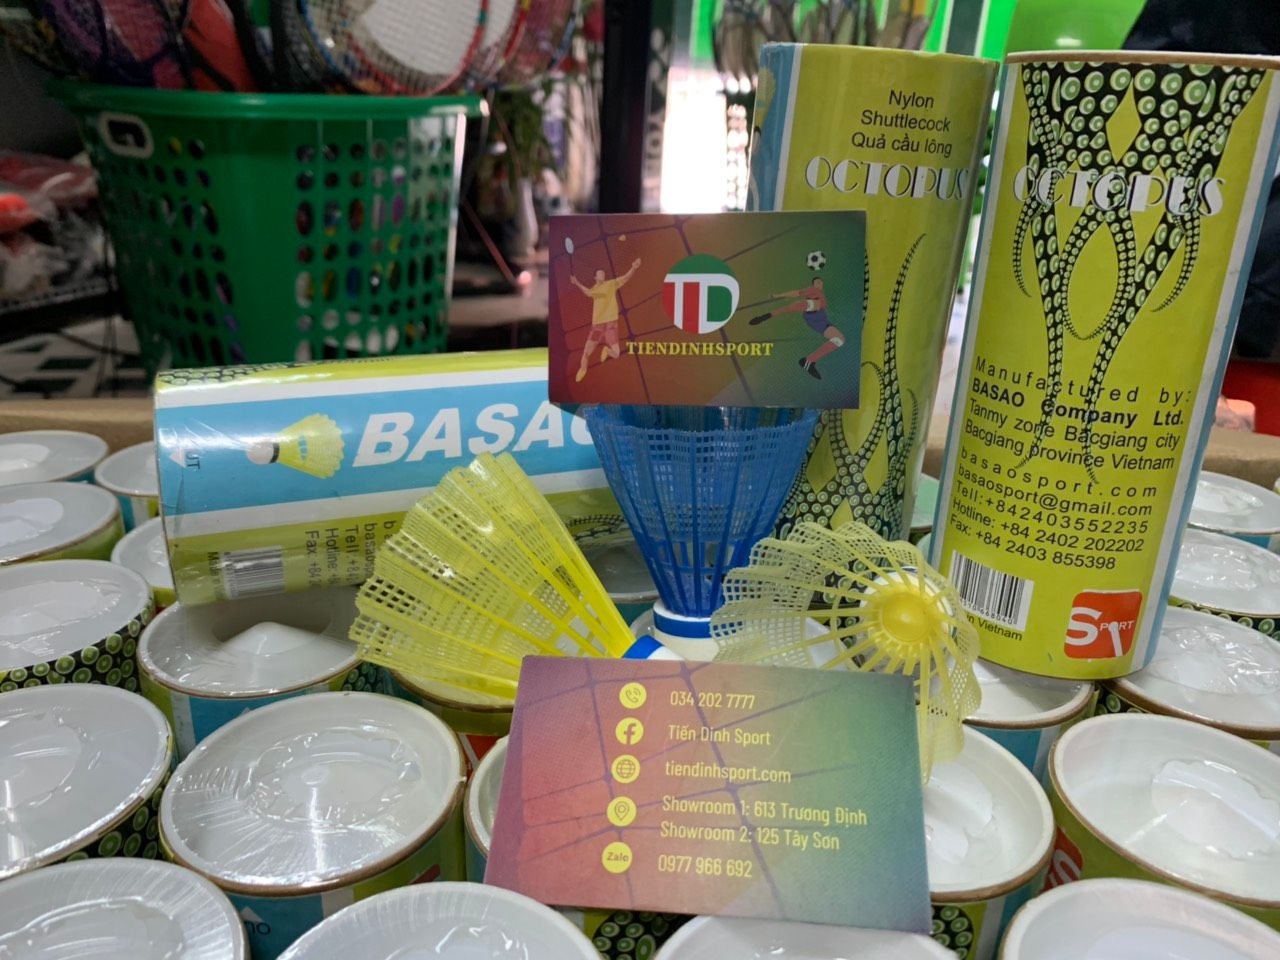 Nylon
Shuttlecock
Quả cầu lông
OCTOPUS
OCTOPUS
Manufactured by:
BASAO Company Ltd.
Tanmy zone Bacgiang city
Bacgiang province Vietnam
basaosport.com
basaosport@gmail.com
Tell:+842403552235
Hotline: +84 2402 202202
Fax: +84 2403 855398
Vietnam
SPORT
TD
TIENDINHSPORT
BASAO
034 202 7777
Tiến Dinh Sport
tiendinhsport.com
Showroom 1: 613 Trương Định
Showroom 2: 125 Tây Sơn
Zalo
0977 966 692